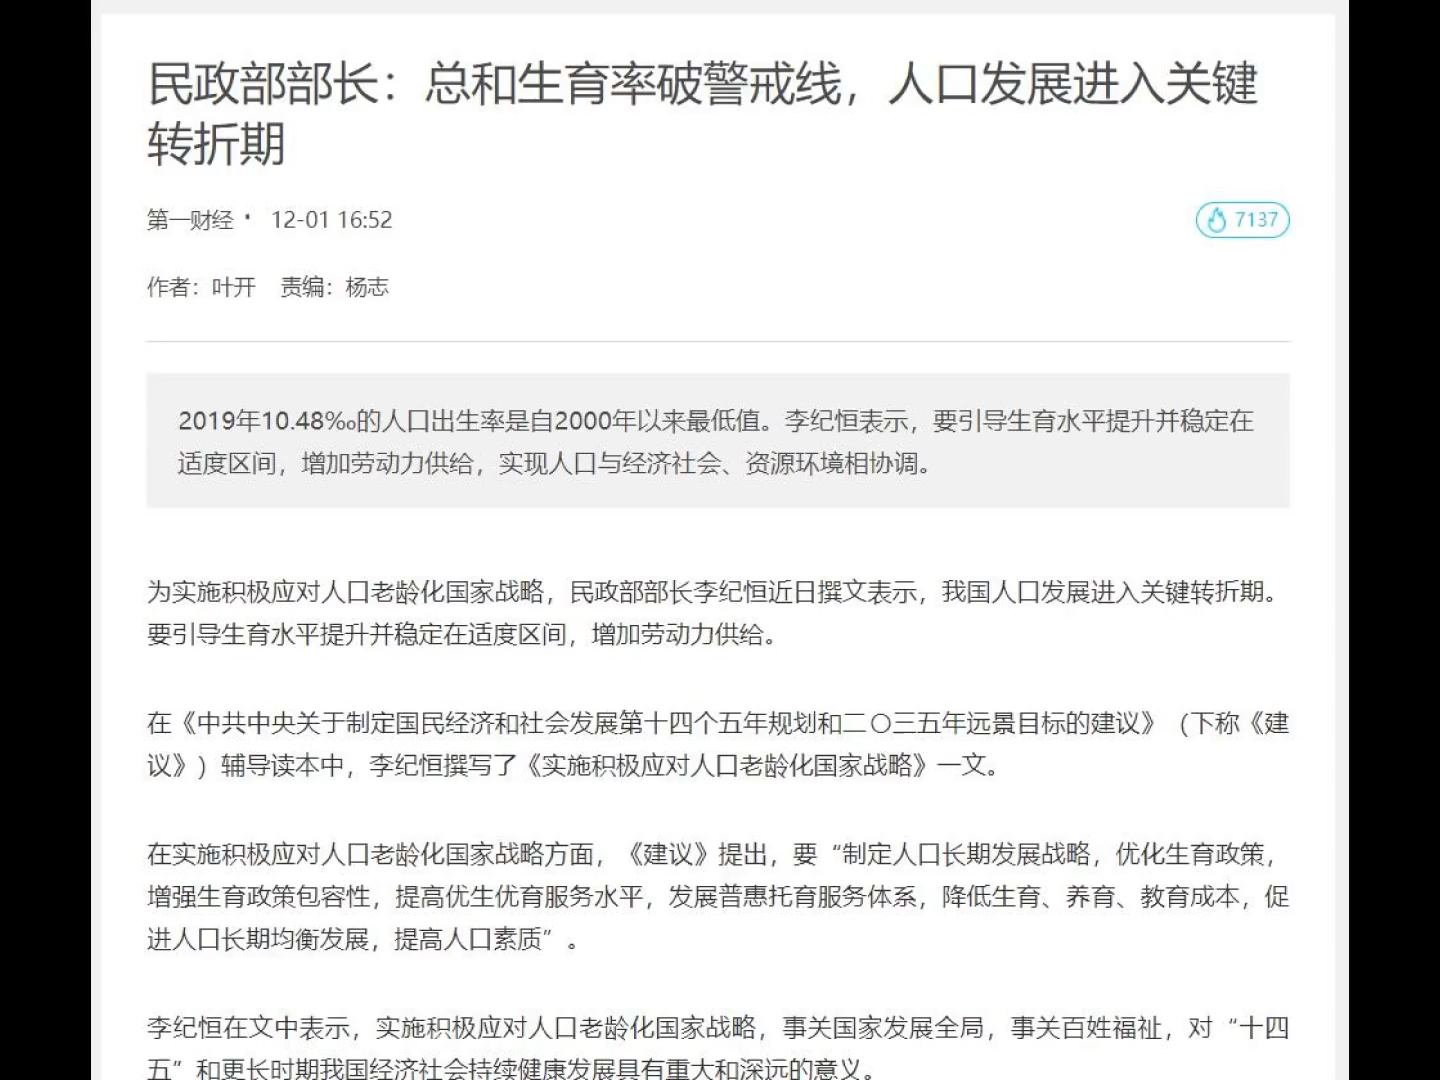 民政部部长：总和生育率破警戒线，人口发展进入关键
转折期
第一财经 · 12-01 16:52
7137
作者：叶开 责编：杨志
2019年10.48‰的人口出生率是自2000年以来最低值。李纪恒表示，要引导生育水平提升并稳定在
适度区间，增加劳动力供给，实现人口与经济社会、资源环境相协调。
为实施积极应对人口老龄化国家战略，民政部部长李纪恒近日撰文表示，我国人口发展进入关键转折期。
要引导生育水平提升并稳定在适度区间，增加劳动力供给。
在《中共中央关于制定国民经济和社会发展第十四个五年规划和二〇三五年远景目标的建议》（下称《建
议》）辅导读本中，李纪恒撰写了《实施积极应对人口老龄化国家战略》一文。
在实施积极应对人口老龄化国家战略方面，《建议》提出，要“制定人口长期发展战略，优化生育政策，
增强生育政策包容性，提高优生优育服务水平，发展普惠托育服务体系，降低生育、养育、教育成本，促
进人口长期均衡发展，提高人口素质”。
李纪恒在文中表示，实施积极应对人口老龄化国家战略，事关国家发展全局，事关百姓福祉，对“十四
五”和更长时期我国经济社会持续健康发展具有重大和深远的意义。